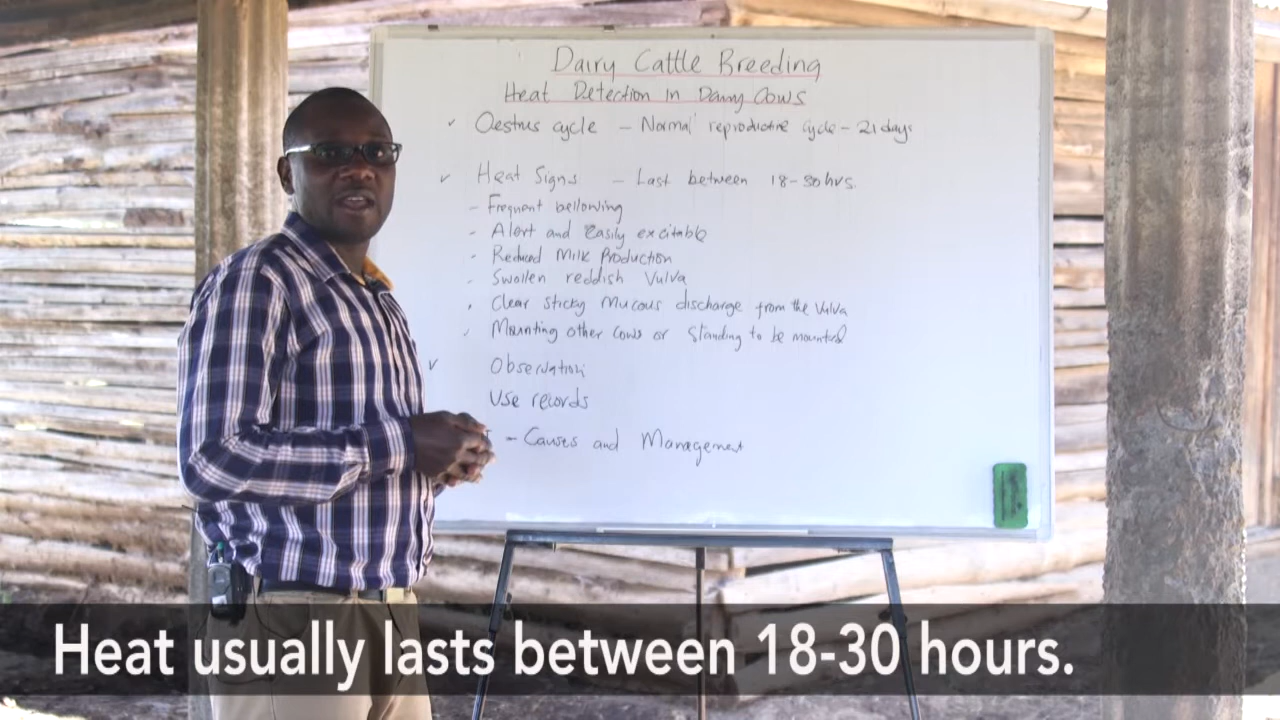 Dairy Cattle Breeding
Heat Detection in Dairy Cows
✓ Oestrus cycle – Normal reproductive cycle – 21 days
✓ Heat Signs – Last between 18-30hrs.
- Frequent bellowing
- Alert and easily excitable
- Reduced Milk Production
- Swollen reddish Vulva
- Clear sticky Mucous discharge from the Vulva
- Mounting other cows or Standing to be mounted
✓ Observation
Use records
- Causes and Management
Heat usually lasts between 18-30 hours.